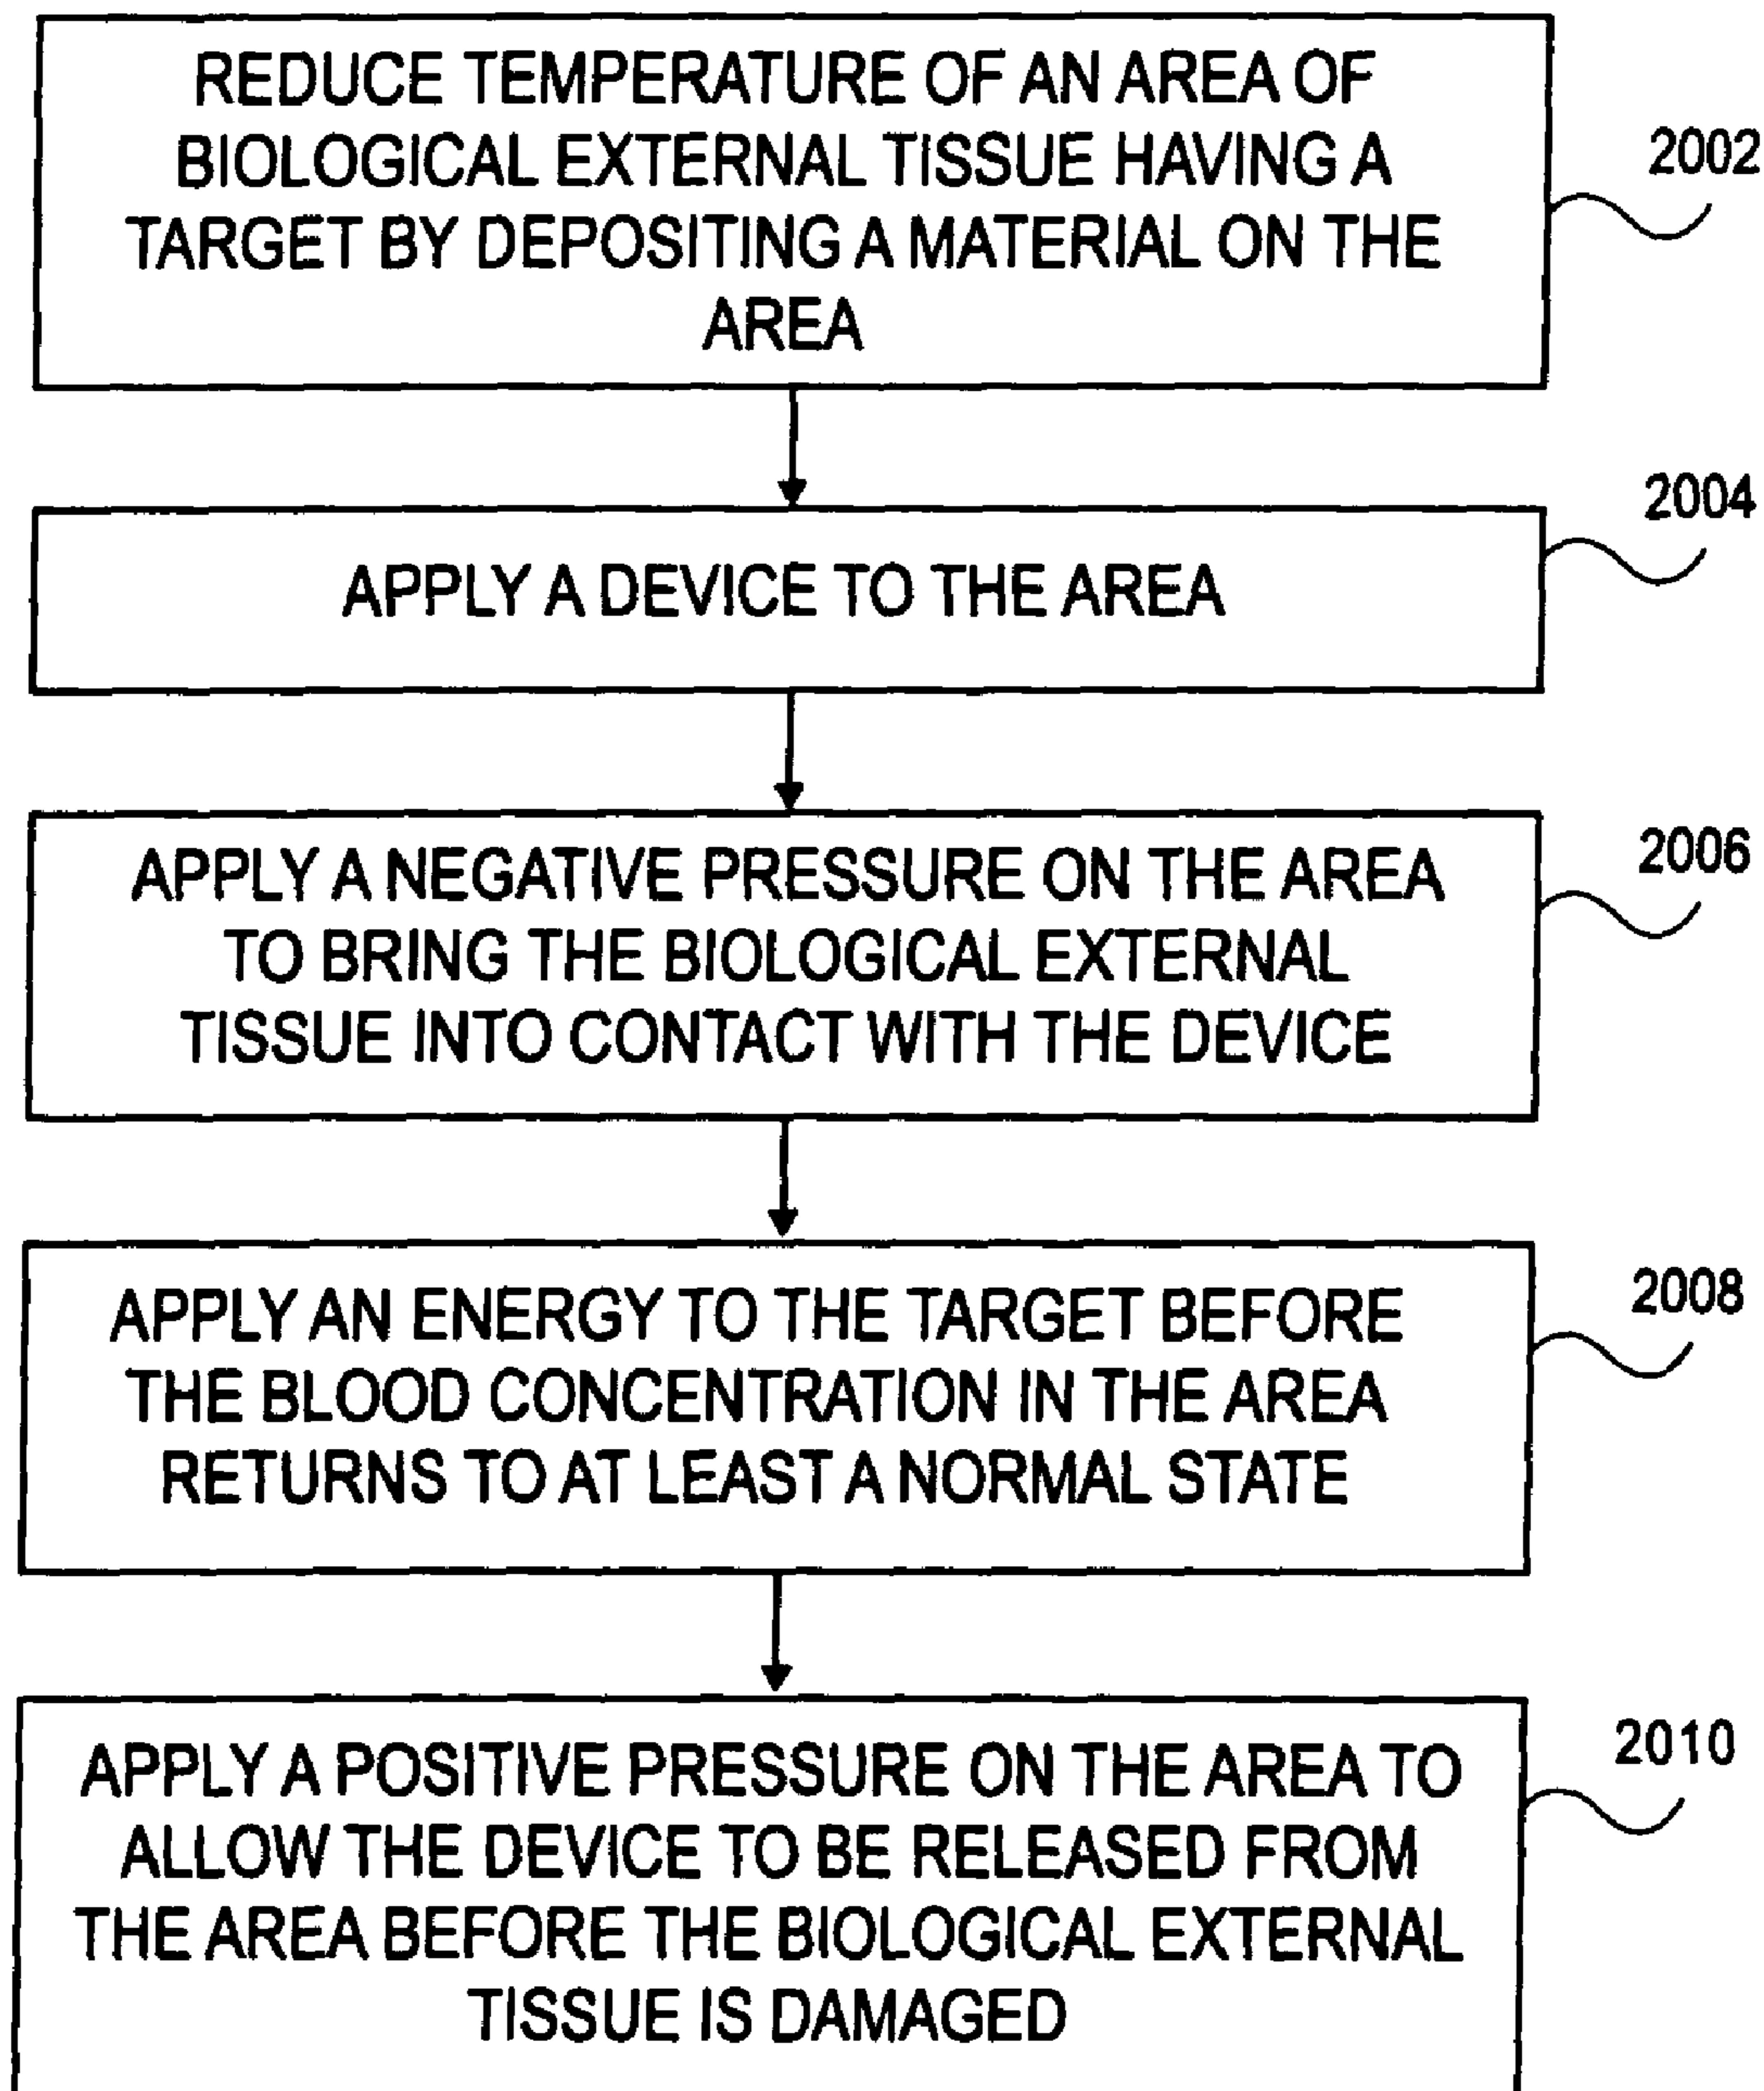 REDUCE TEMPERATURE OF AN AREA OF
BIOLOGICAL EXTERNAL TISSUE HAVING A
TARGET BY DEPOSITING A MATERIAL ON THE
AREA
2002
APPLY A DEVICE TO THE AREA
2004
APPLY A NEGATIVE PRESSURE ON THE AREA
TO BRING THE BIOLOGICAL EXTERNAL
TISSUE INTO CONTACT WITH THE DEVICE
2006
APPLY AN ENERGY TO THE TARGET BEFORE
THE BLOOD CONCENTRATION IN THE AREA
RETURNS TO AT LEAST A NORMAL STATE
2008
APPLY A POSITIVE PRESSURE ON THE AREA TO
ALLOW THE DEVICE TO BE RELEASED FROM
THE AREA BEFORE THE BIOLOGICAL EXTERNAL
TISSUE IS DAMAGED
2010